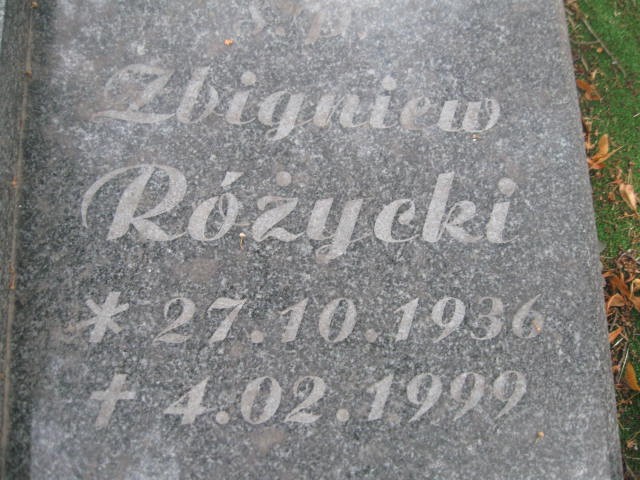 Zbigniew
Różycki
* 27.10.1936
+ 4.02.1999